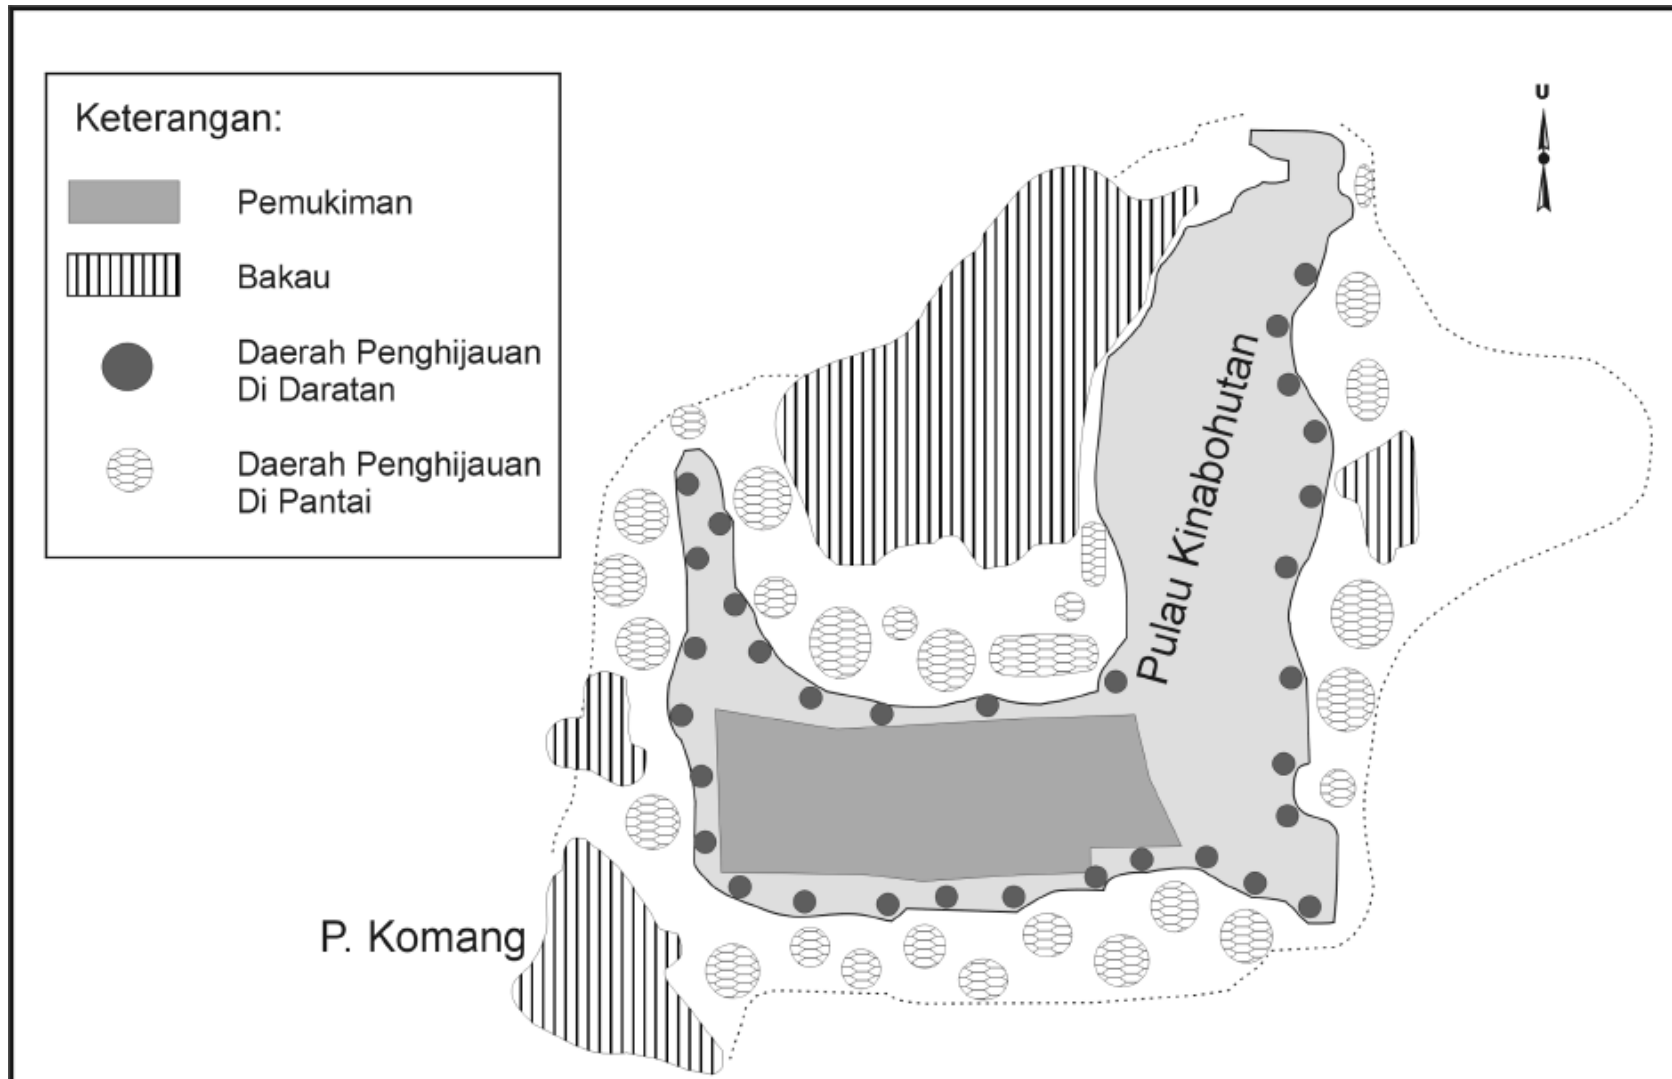 Keterangan:
Pemukiman
Bakau
Daerah Penghijauan
Di Daratan
Daerah Penghijauan
Di Pantai
U
Pulau Kinabohutan
P. Komang